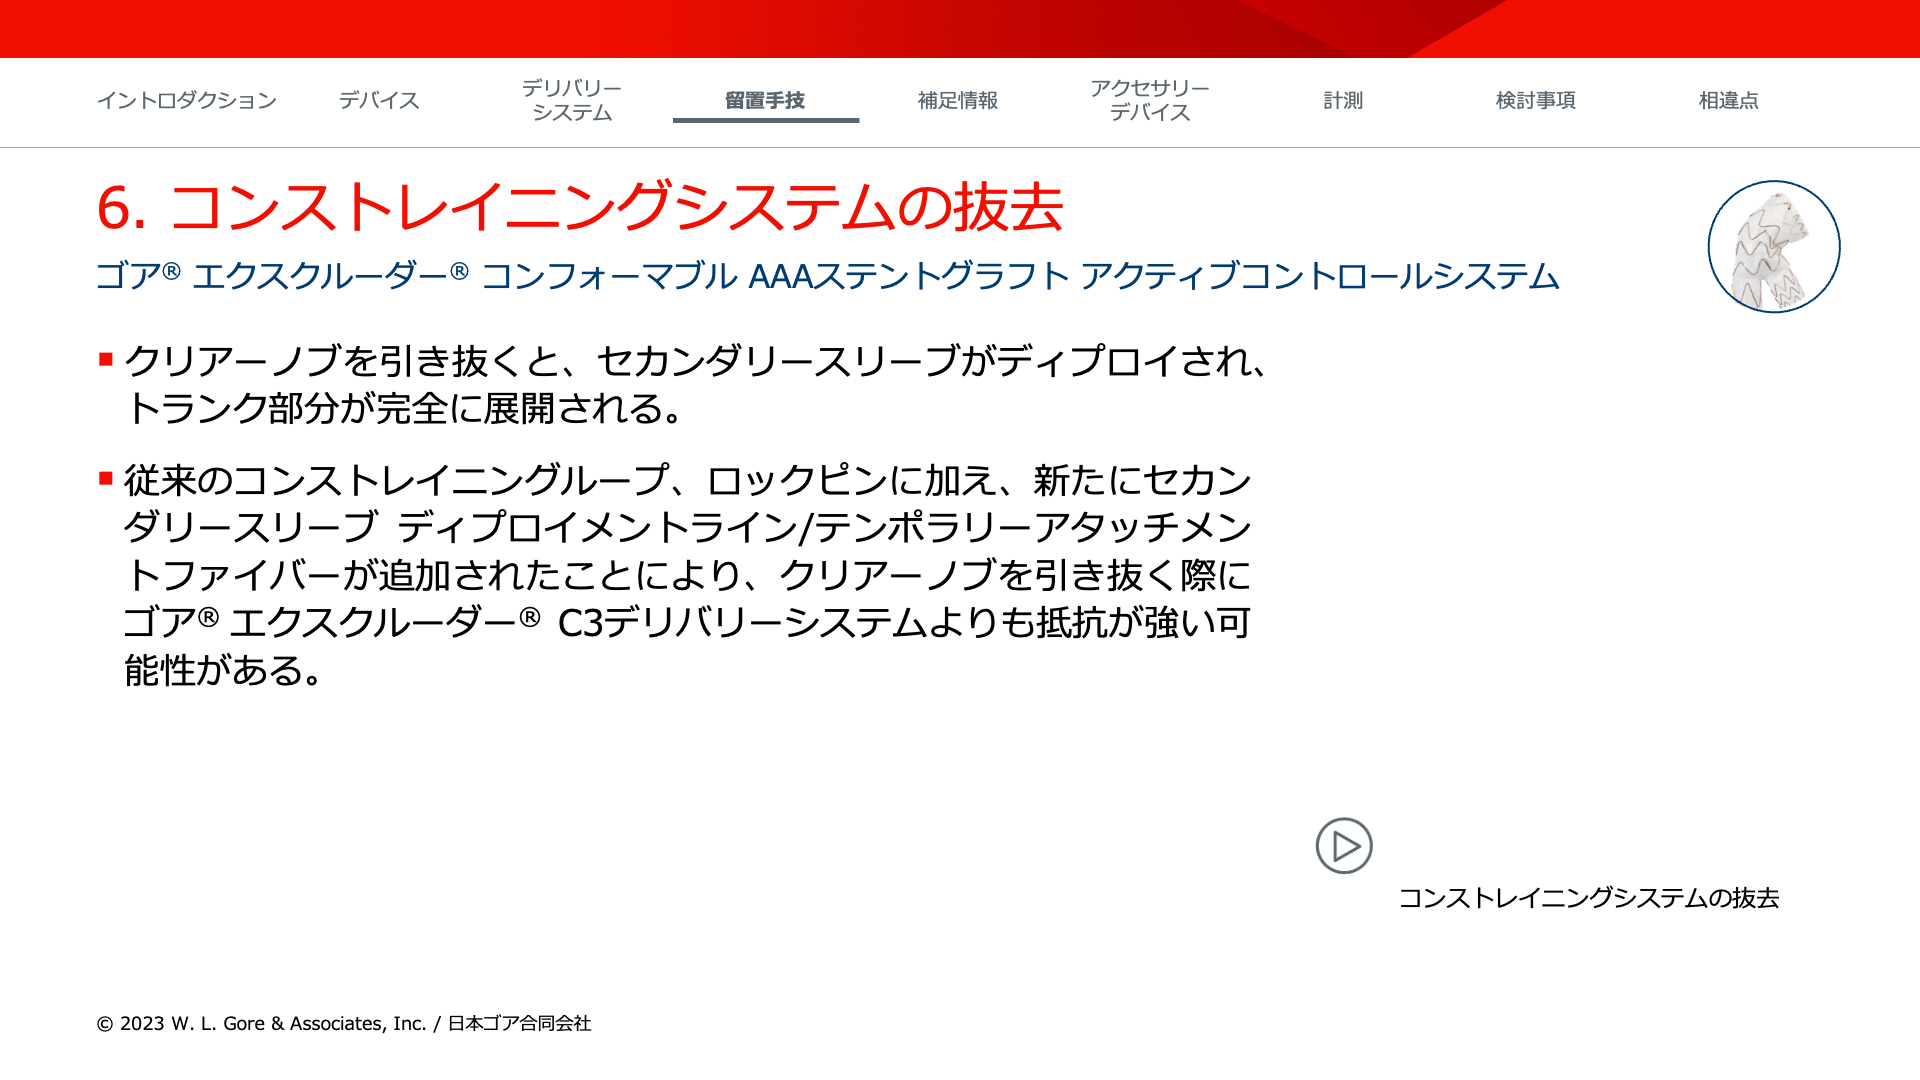 イントロダクション
デバイス
デリバリー
システム
留置手技
補足情報
アクセサリー
デバイス
計測
検討事項
相違点
6. コンストレイニングシステムの抜去
ゴア® エクスクルーダー® コンフォーマブル AAAステントグラフト アクティブコントロールシステム
クリアーノブを引き抜くと、セカンダリースリーブがディプロイされ、
トランク部分が完全に展開される。
従来のコンストレイニングループ、ロックピンに加え、新たにセカン
ダリースリーブ ディプロイメントライン/テンポラリーアタッチメン
トファイバーが追加されたことにより、クリアーノブを引き抜く際に
ゴア® エクスクルーダー® C3デリバリーシステムよりも抵抗が強い可
能性がある。
コンストレイニングシステムの抜去
© 2023 W. L. Gore & Associates, Inc. / 日本ゴア合同会社